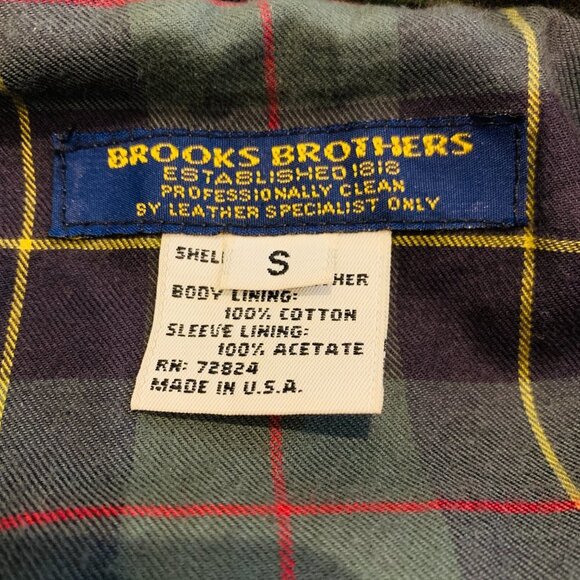 BROOKS BROTHERS
ESTABLISHED 1818
PROFESSIONALLY CLEAN
BY LEATHER SPECIALIST ONLY
S
SHELL
BODY LINING:
100% COTTON
SLEEVE LINING:
100% ACETATE
RN: 72824
MADE IN U.S.A.